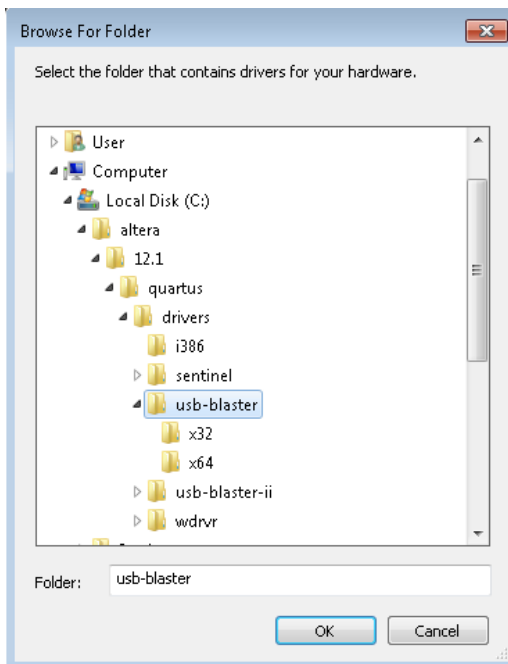 Browse For Folder
Select the folder that contains drivers for your hardware.
User
Computer
Local Disk (C:)
altera
12.1
quartus
drivers
i386
sentinel
usb-blaster
x32
x64
usb-blaster-ii
wdrvr
Folder: usb-blaster
OK Cancel